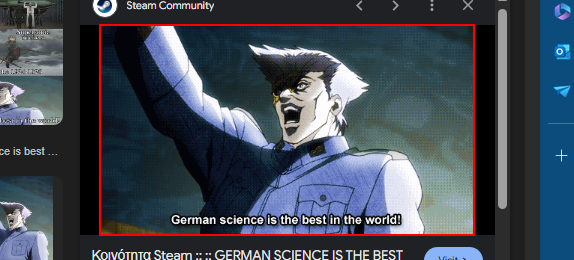 Steam Community
German science is the best in the world!
ce is best ...
Κοινότητα Steam :: :: GERMAN SCIENCE IS THE BEST
Visit >